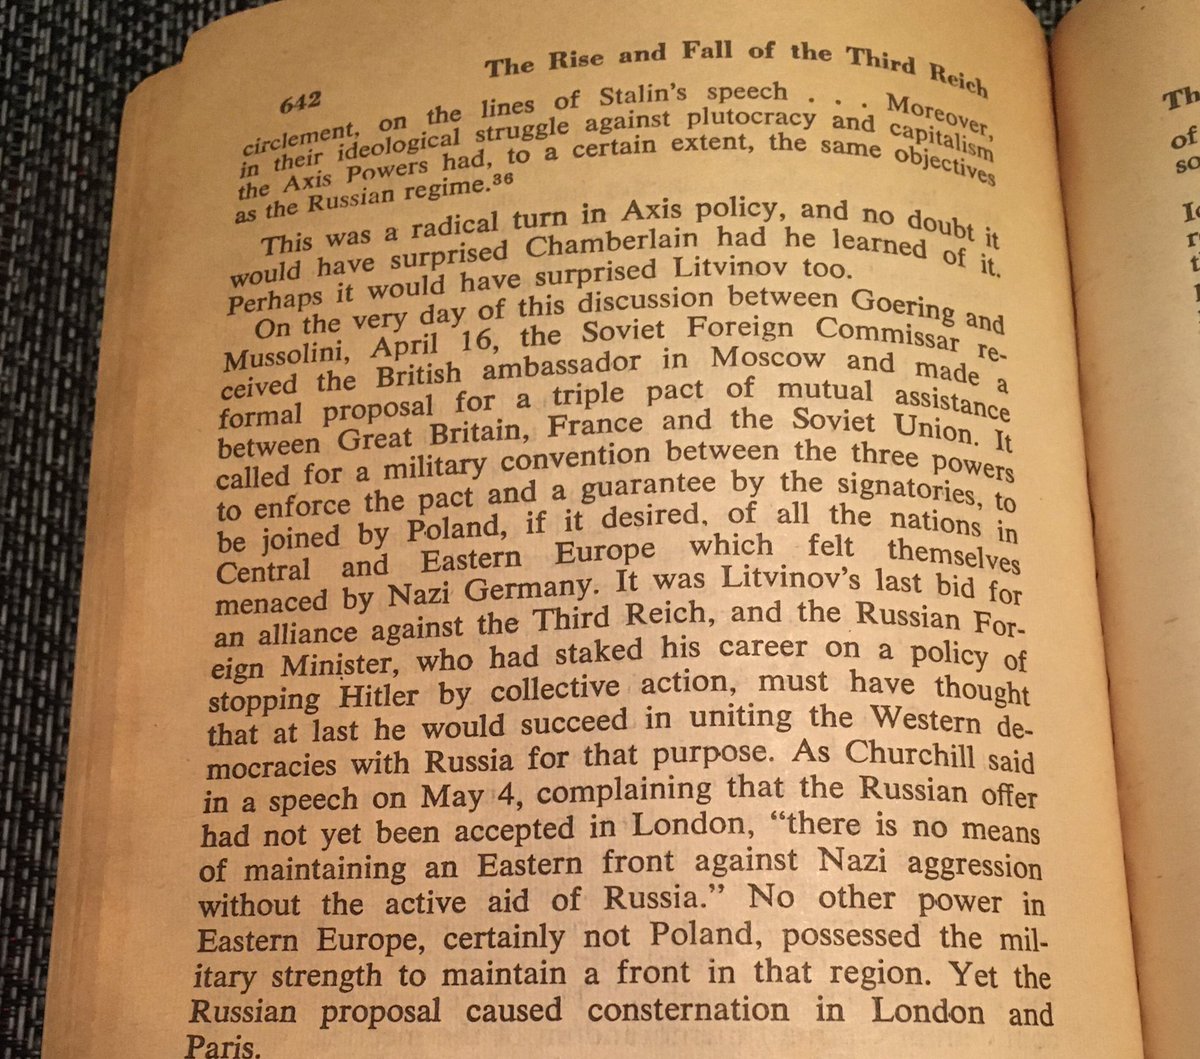 642
The Rise and Fall of the Third Reich
circlement, on the lines of Stalin's speech . . . Moreover,
in their ideological struggle against plutocracy and capitalism
the Axis Powers had, to a certain extent, the same objectives
as the Russian regime.36
This was a radical turn in Axis policy, and no doubt it
would have surprised Chamberlain had he learned of it.
Perhaps it would have surprised Litvinov too.
On the very day of this discussion between Goering and
Mussolini, April 16, the Soviet Foreign Commissar re-
ceived the British ambassador in Moscow and made a
formal proposal for a triple pact of mutual assistance
between Great Britain, France and the Soviet Union. It
called for a military convention between the three powers
to enforce the pact and a guarantee by the signatories, to
be joined by Poland, if it desired, of all the nations in
Central and Eastern Europe which felt themselves
menaced by Nazi Germany. It was Litvinov's last bid for
an alliance against the Third Reich, and the Russian For-
eign Minister, who had staked his career on a policy of
stopping Hitler by collective action, must have thought
that at last he would succeed in uniting the Western de-
mocracies with Russia for that purpose. As Churchill said
in a speech on May 4, complaining that the Russian offer
had not yet been accepted in London, "there is no means
of maintaining an Eastern front against Nazi aggression
without the active aid of Russia." No other power in
Eastern Europe, certainly not Poland, possessed the mil-
itary strength to maintain a front in that region. Yet the
Russian proposal caused consternation in London and
Paris.
Th
of
so